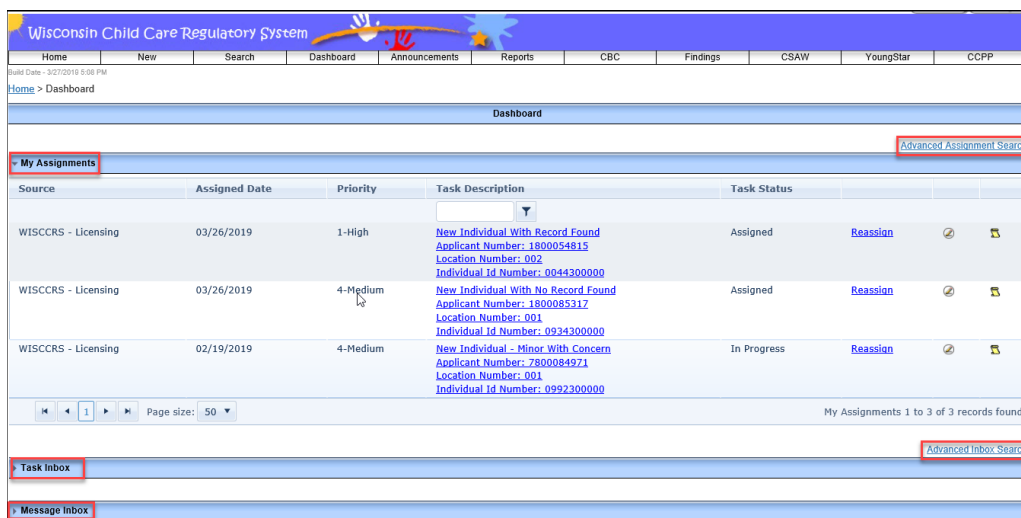 Wisconsin Child Care Regulatory System
Home New Search Dashboard Announcements Reports CBC Findings CSAW YoungStar CCPP
Build Date - 3/27/2019 5:08 PM
Home > Dashboard
Dashboard
Advanced Assignment Searc
My Assignments
Source Assigned Date Priority Task Description Task Status
WISCCRS - Licensing 03/26/2019 1-High New Individual With Record Found Assigned Reassign
Applicant Number: 1800054815
Location Number: 002
Individual Id Number: 0044300000
WISCCRS - Licensing 03/26/2019 4-Medium New Individual With No Record Found Assigned Reassign
Applicant Number: 1800085317
Location Number: 001
Individual Id Number: 0934300000
WISCCRS - Licensing 02/19/2019 4-Medium New Individual - Minor With Concern In Progress Reassign
Applicant Number: 7800084971
Location Number: 001
Individual Id Number: 0992300000
1 Page size: 50 My Assignments 1 to 3 of 3 records found
Advanced Inbox Searc
Task Inbox
Message Inbox